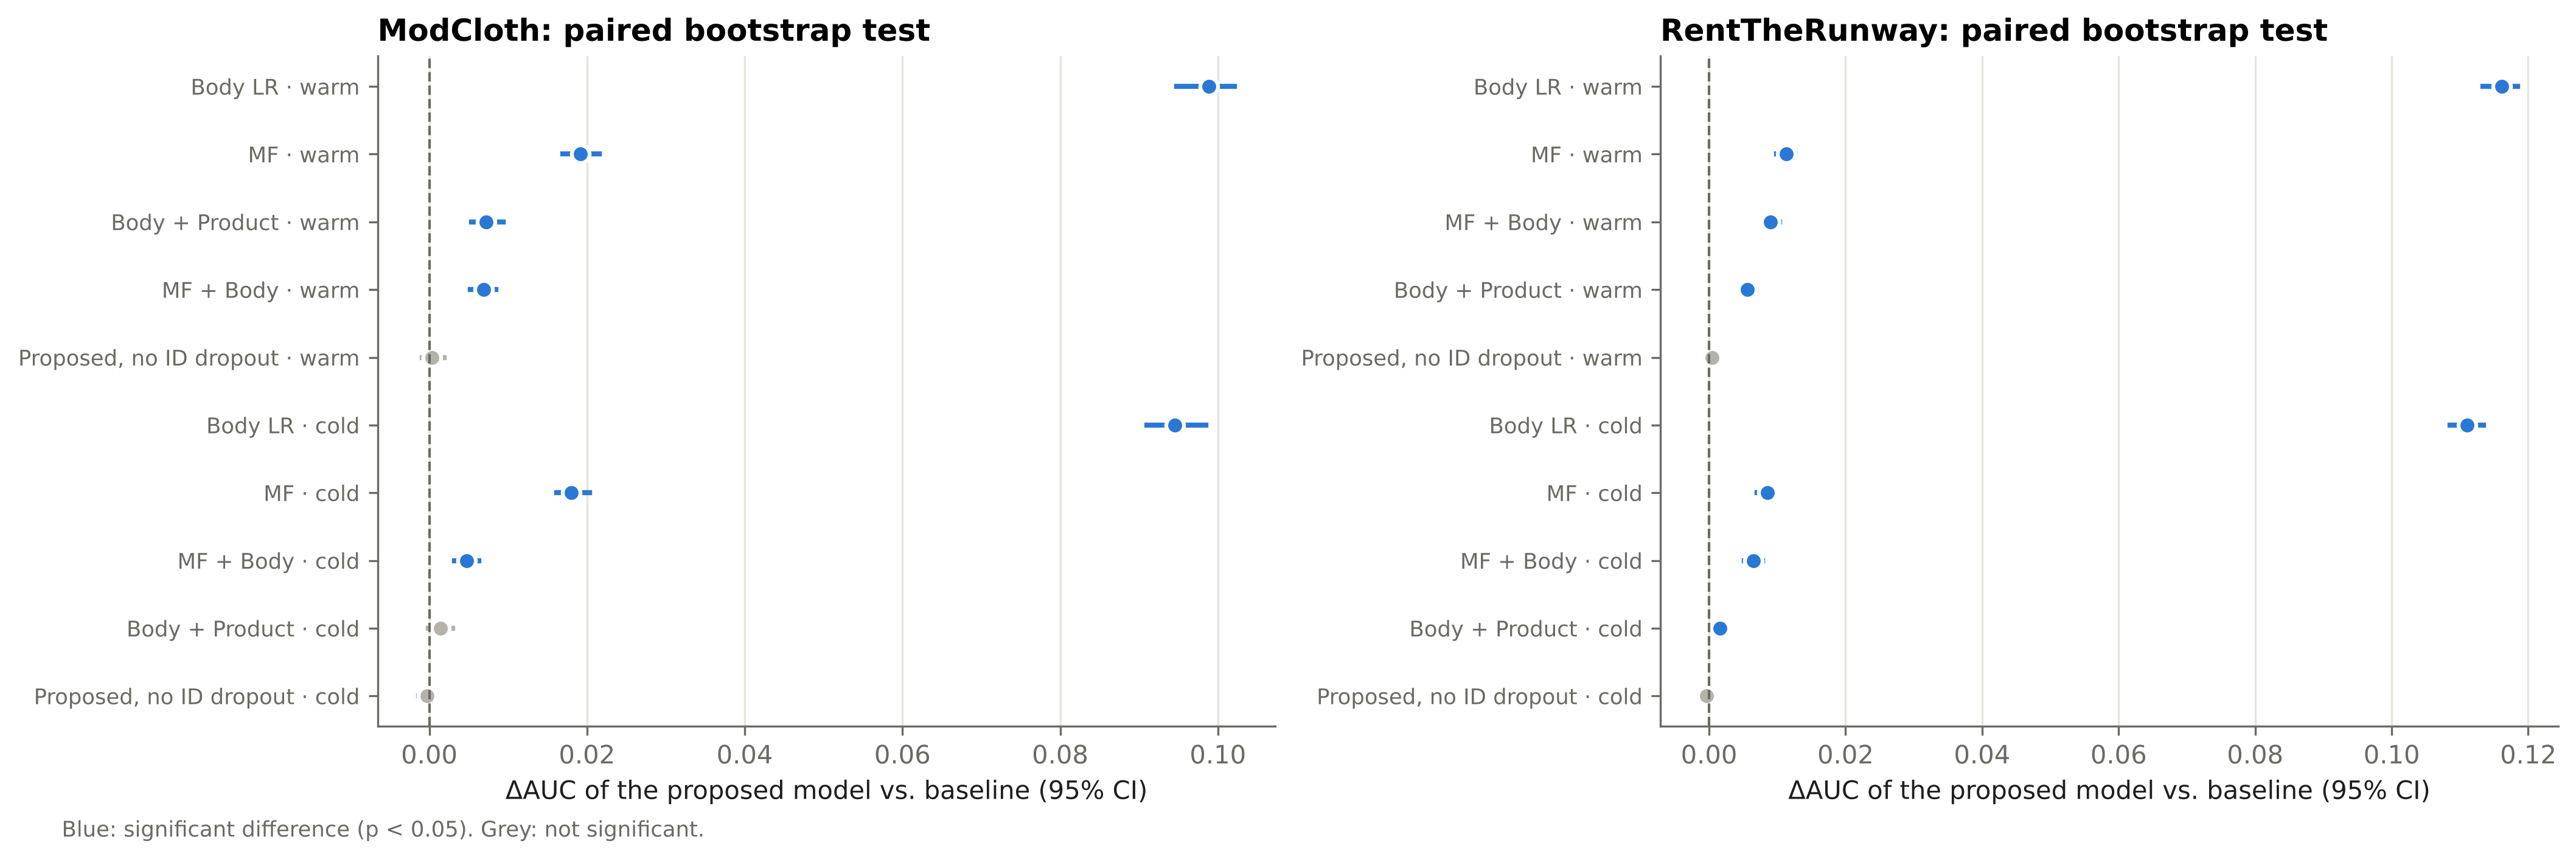 ModCloth: paired bootstrap test
Body LR · warm
MF · warm
Body + Product · warm
MF + Body · warm
Proposed, no ID dropout · warm
Body LR · cold
MF · cold
MF + Body · cold
Body + Product · cold
Proposed, no ID dropout · cold
0.00 0.02 0.04 0.06 0.08 0.10
ΔAUC of the proposed model vs. baseline (95% CI)
RentTheRunway: paired bootstrap test
Body LR · warm
MF · warm
MF + Body · warm
Body + Product · warm
Proposed, no ID dropout · warm
Body LR · cold
MF · cold
MF + Body · cold
Body + Product · cold
Proposed, no ID dropout · cold
0.00 0.02 0.04 0.06 0.08 0.10 0.12
ΔAUC of the proposed model vs. baseline (95% CI)
Blue: significant difference (p < 0.05). Grey: not significant.